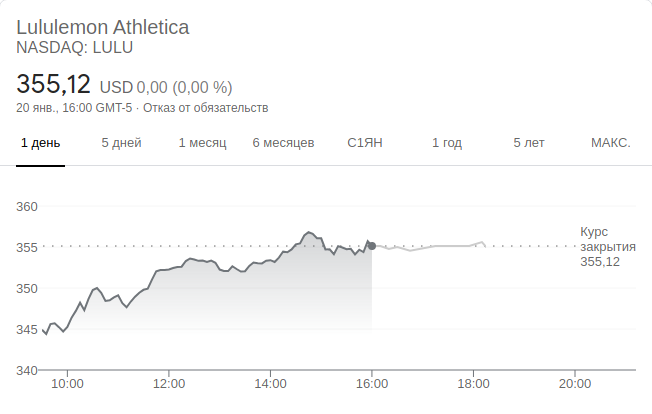 Lululemon Athletica
NASDAQ: LULU
355,12 USD 0,00 (0,00 %)
20 янв., 16:00 GMT-5 · Отказ от обязательств
1 день 5 дней 1 месяц 6 месяцев С1ЯН 1 год 5 лет МАКС.
360
Курс
355 закрытия
355,12
350
345
340
10:00 12:00 14:00 16:00 18:00 20:00